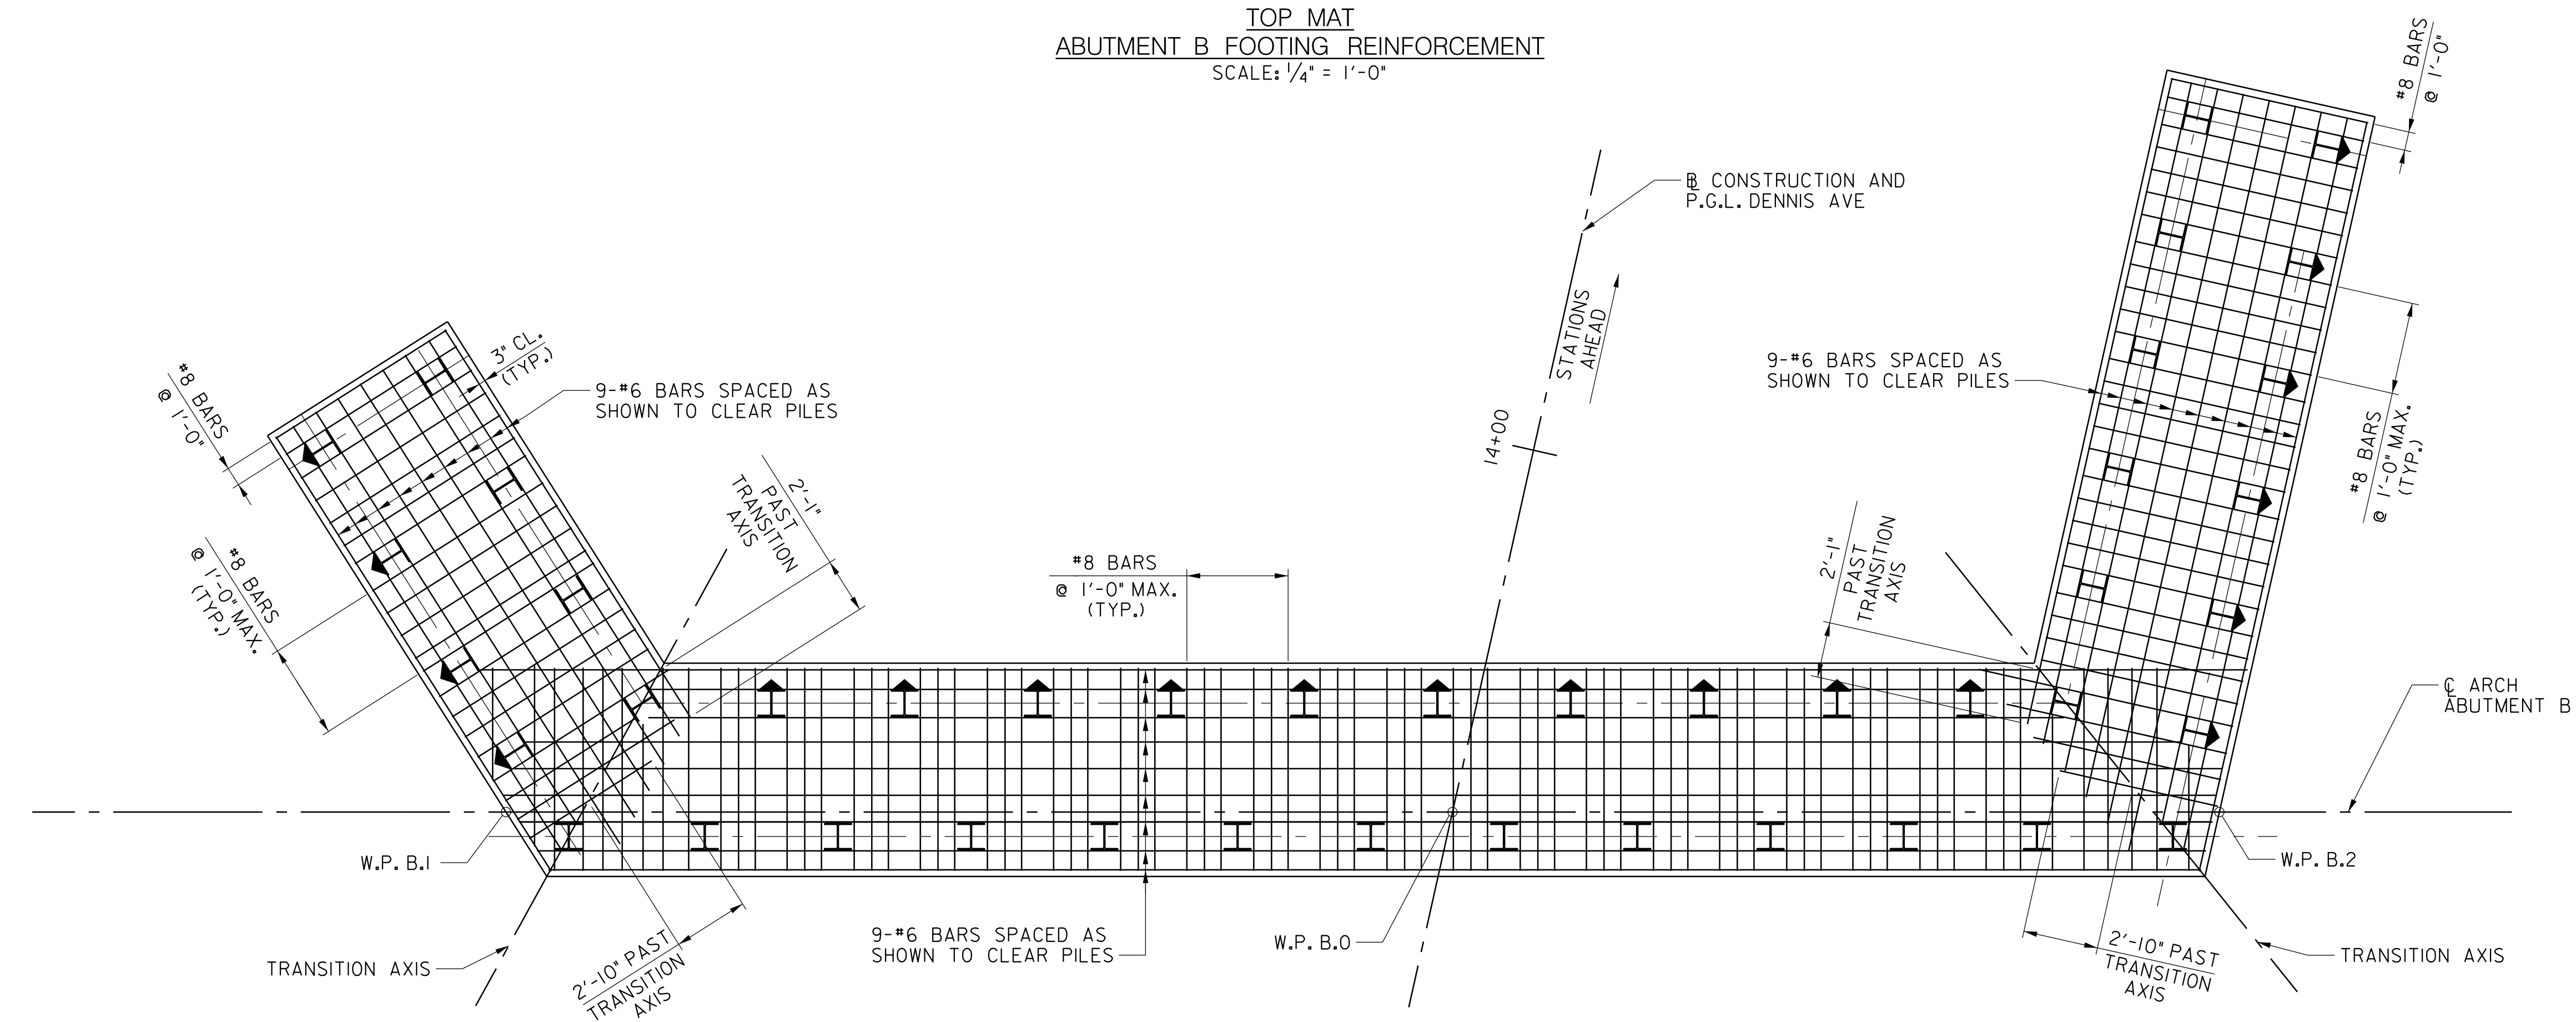 TOP MAT
ABUTMENT B FOOTING REINFORCEMENT
SCALE: 1/4" = 1'-0"
#8 BARS
@ 1'-0"
℄ CONSTRUCTION AND
P.G.L. DENNIS AVE
STATIONS
AHEAD
14+00
3" CL.
(TYP.)
#8 BARS
@ 1'-0"
9-#6 BARS SPACED AS
SHOWN TO CLEAR PILES
9-#6 BARS SPACED AS
SHOWN TO CLEAR PILES
#8 BARS
@ 1'-0" MAX.
(TYP.)
2'-1"
PAST
TRANSITION
AXIS
#8 BARS
@ 1'-0" MAX.
(TYP.)
#8 BARS
@ 1'-0" MAX.
(TYP.)
2'-1"
PAST
TRANSITION
AXIS
℄ ARCH
ABUTMENT B
W.P. B.1
W.P. B.2
9-#6 BARS SPACED AS
SHOWN TO CLEAR PILES
W.P. B.0
TRANSITION AXIS
2'-10" PAST
TRANSITION
AXIS
2'-10" PAST
TRANSITION
AXIS
TRANSITION AXIS